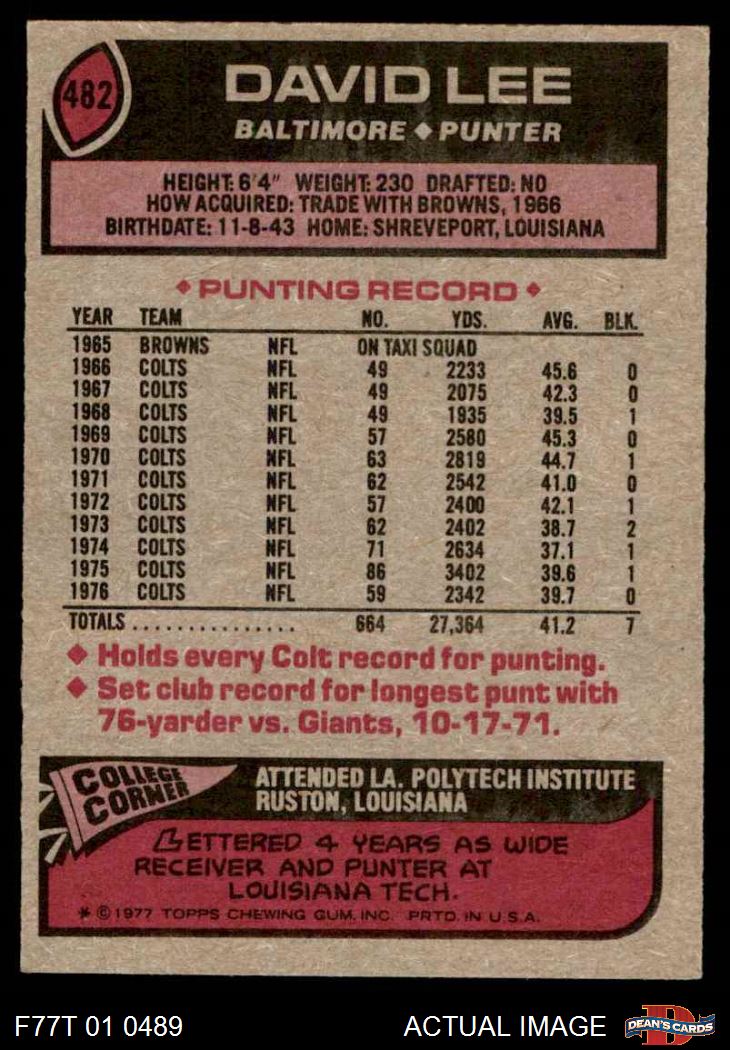 482
DAVID LEE
BALTIMORE ◆ PUNTER
HEIGHT: 6'4" WEIGHT: 230 DRAFTED: NO
HOW ACQUIRED: TRADE WITH BROWNS, 1966
BIRTHDATE: 11-8-43 HOME: SHREVEPORT, LOUISIANA
◆ PUNTING RECORD ◆
YEAR TEAM NO. YDS. AVG. BLK.
1965 BROWNS NFL ON TAXI SQUAD
1966 COLTS NFL 49 2233 45.6 0
1967 COLTS NFL 49 2075 42.3 0
1968 COLTS NFL 49 1935 39.5 1
1969 COLTS NFL 57 2580 45.3 0
1970 COLTS NFL 63 2819 44.7 1
1971 COLTS NFL 62 2542 41.0 0
1972 COLTS NFL 57 2400 42.1 1
1973 COLTS NFL 62 2402 38.7 2
1974 COLTS NFL 71 2634 37.1 1
1975 COLTS NFL 86 3402 39.6 1
1976 COLTS NFL 59 2342 39.7 0
TOTALS ............... 664 27,364 41.2 7
◆ Holds every Colt record for punting.
◆ Set club record for longest punt with
76-yarder vs. Giants, 10-17-71.
COLLEGE
CORNER
ATTENDED LA. POLYTECH INSTITUTE
RUSTON, LOUISIANA
LETTERED 4 YEARS AS WIDE
RECEIVER AND PUNTER AT
LOUISIANA TECH.
* © 1977 TOPPS CHEWING GUM, INC. PRTD. IN U.S.A.
F77T 01 0489 ACTUAL IMAGE
D
DEAN'S CARDS